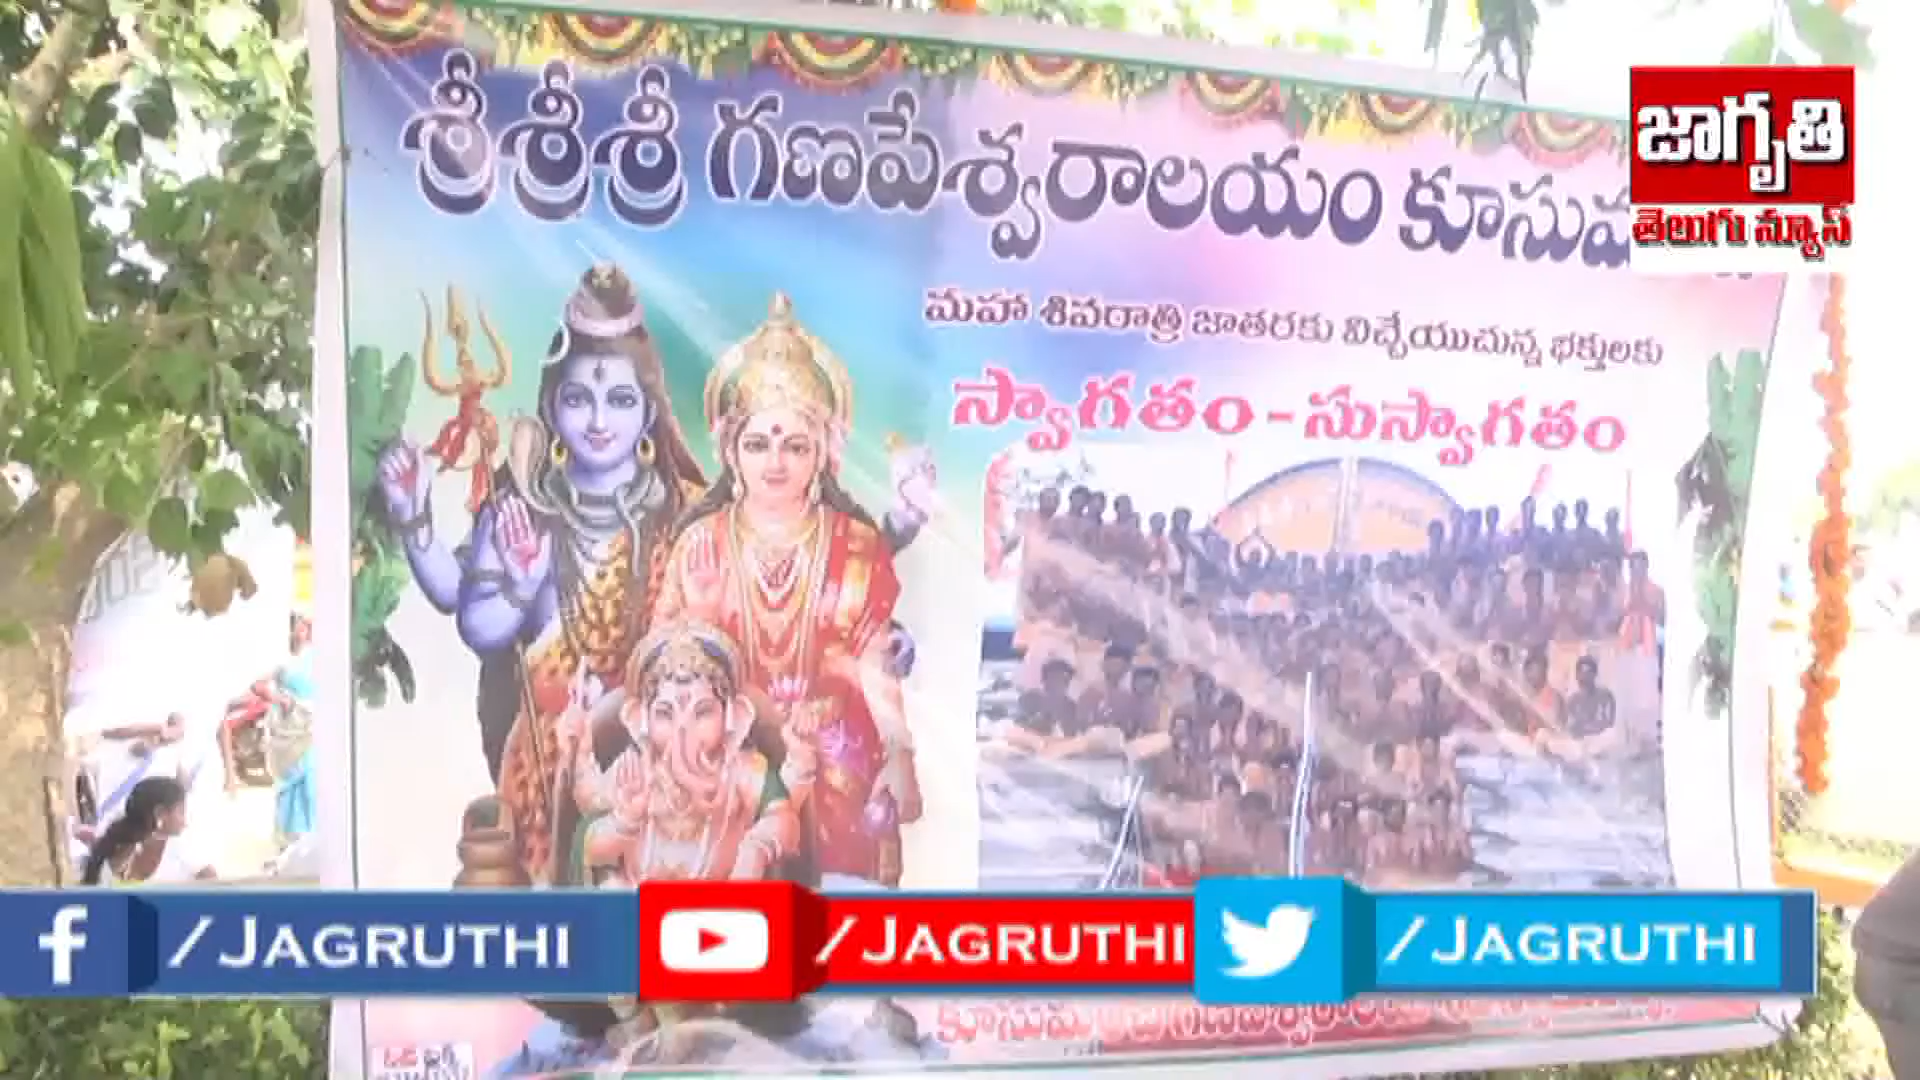 శ్రీశ్రీశ్రీ గణపేశ్వరాలయం
జాగృతి
తెలుగు న్యూస్
మహా శివరాత్రి జాతరకు విచ్చేయుచున్న భక్తులకు
స్వాగతం - సుస్వాగతం
/JAGRUTHI
/JAGRUTHI
/JAGRUTHI